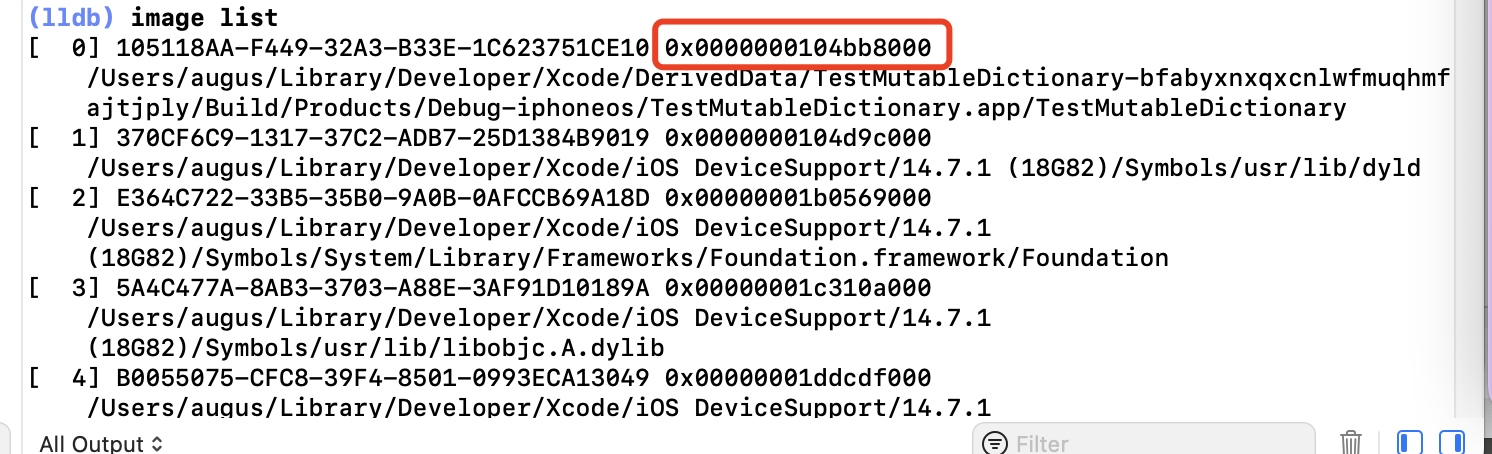 (lldb) image list
[  0] 105118AA-F449-32A3-B33E-1C623751CE10 0x0000000104bb8000
/Users/augus/Library/Developer/Xcode/DerivedData/TestMutableDictionary-bfabyxnxqxcnlwfmuqhmf
ajtjply/Build/Products/Debug-iphoneos/TestMutableDictionary.app/TestMutableDictionary
[  1] 370CF6C9-1317-37C2-ADB7-25D1384B9019 0x0000000104d9c000
/Users/augus/Library/Developer/Xcode/iOS DeviceSupport/14.7.1 (18G82)/Symbols/usr/lib/dyld
[  2] E364C722-33B5-35B0-9A0B-0AFCCB69A18D 0x00000001b0569000
/Users/augus/Library/Developer/Xcode/iOS DeviceSupport/14.7.1
(18G82)/Symbols/System/Library/Frameworks/Foundation.framework/Foundation
[  3] 5A4C477A-8AB3-3703-A88E-3AF91D10189A 0x00000001c310a000
/Users/augus/Library/Developer/Xcode/iOS DeviceSupport/14.7.1
(18G82)/Symbols/usr/lib/libobjc.A.dylib
[  4] B0055075-CFC8-39F4-8501-0993ECA13049 0x00000001ddcdf000
/Users/augus/Library/Developer/Xcode/iOS DeviceSupport/14.7.1
All Output
Filter